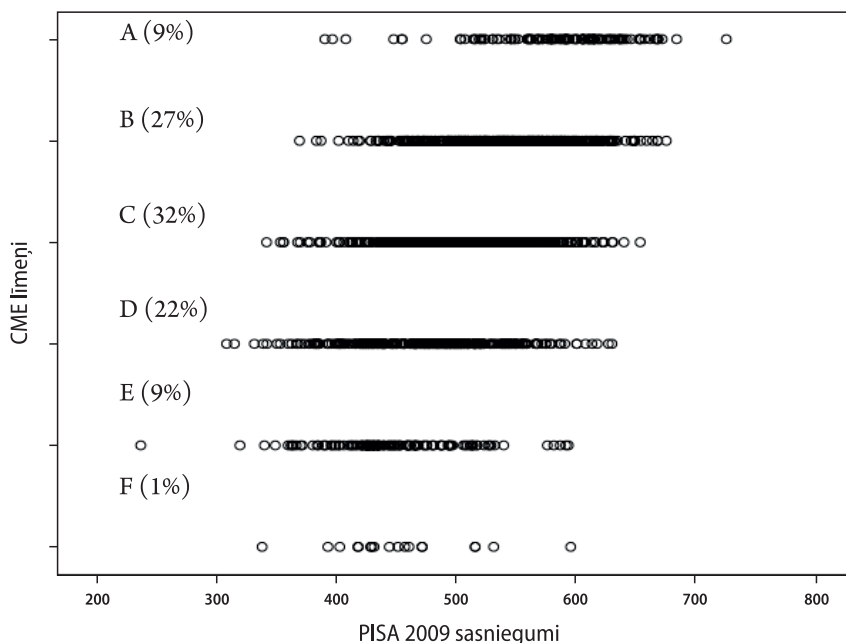 A (9%)
B (27%)
C (32%)
D (22%)
E (9%)
F (1%)
CME līmeņi
200 300 400 500 600 700 800
PISA 2009 sasniegumi